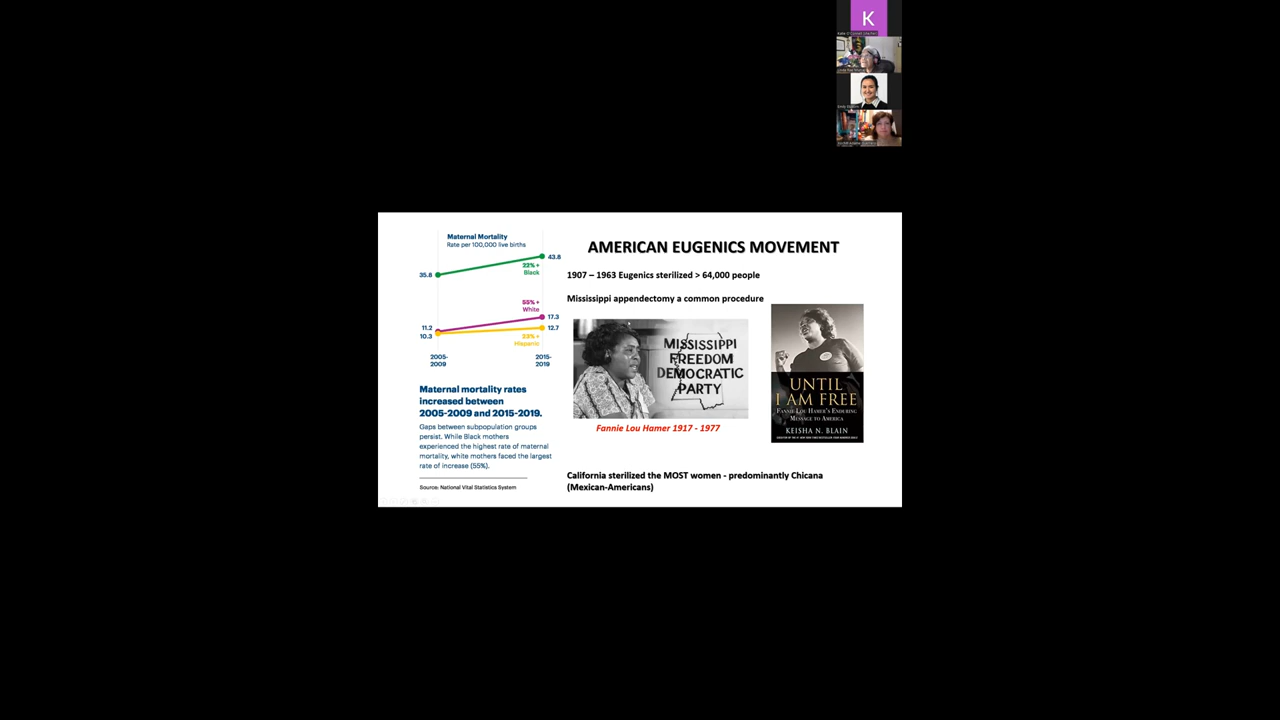 K
Maternal Mortality
Rate per 100,000 live births
43.8
22% +
Black
35.8
55% +
White
17.3
11.2
12.7
10.3
23% +
Hispanic
2005-
2009
2015-
2019
Maternal mortality rates
increased between
2005-2009 and 2015-2019.
Gaps between subpopulation groups
persist. While Black mothers
experienced the highest rate of maternal
mortality, white mothers faced the largest
rate of increase (55%).
Source: National Vital Statistics System
AMERICAN EUGENICS MOVEMENT
1907 – 1963 Eugenics sterilized > 64,000 people
Mississippi appendectomy a common procedure
MISSISSIPPI
FREEDOM
DEMOCRATIC
PARTY
Fannie Lou Hamer 1917 - 1977
UNTIL
I AM FREE
FANNIE LOU HAMER'S ENDURING
MESSAGE TO AMERICA
KEISHA N. BLAIN
California sterilized the MOST women - predominantly Chicana
(Mexican-Americans)